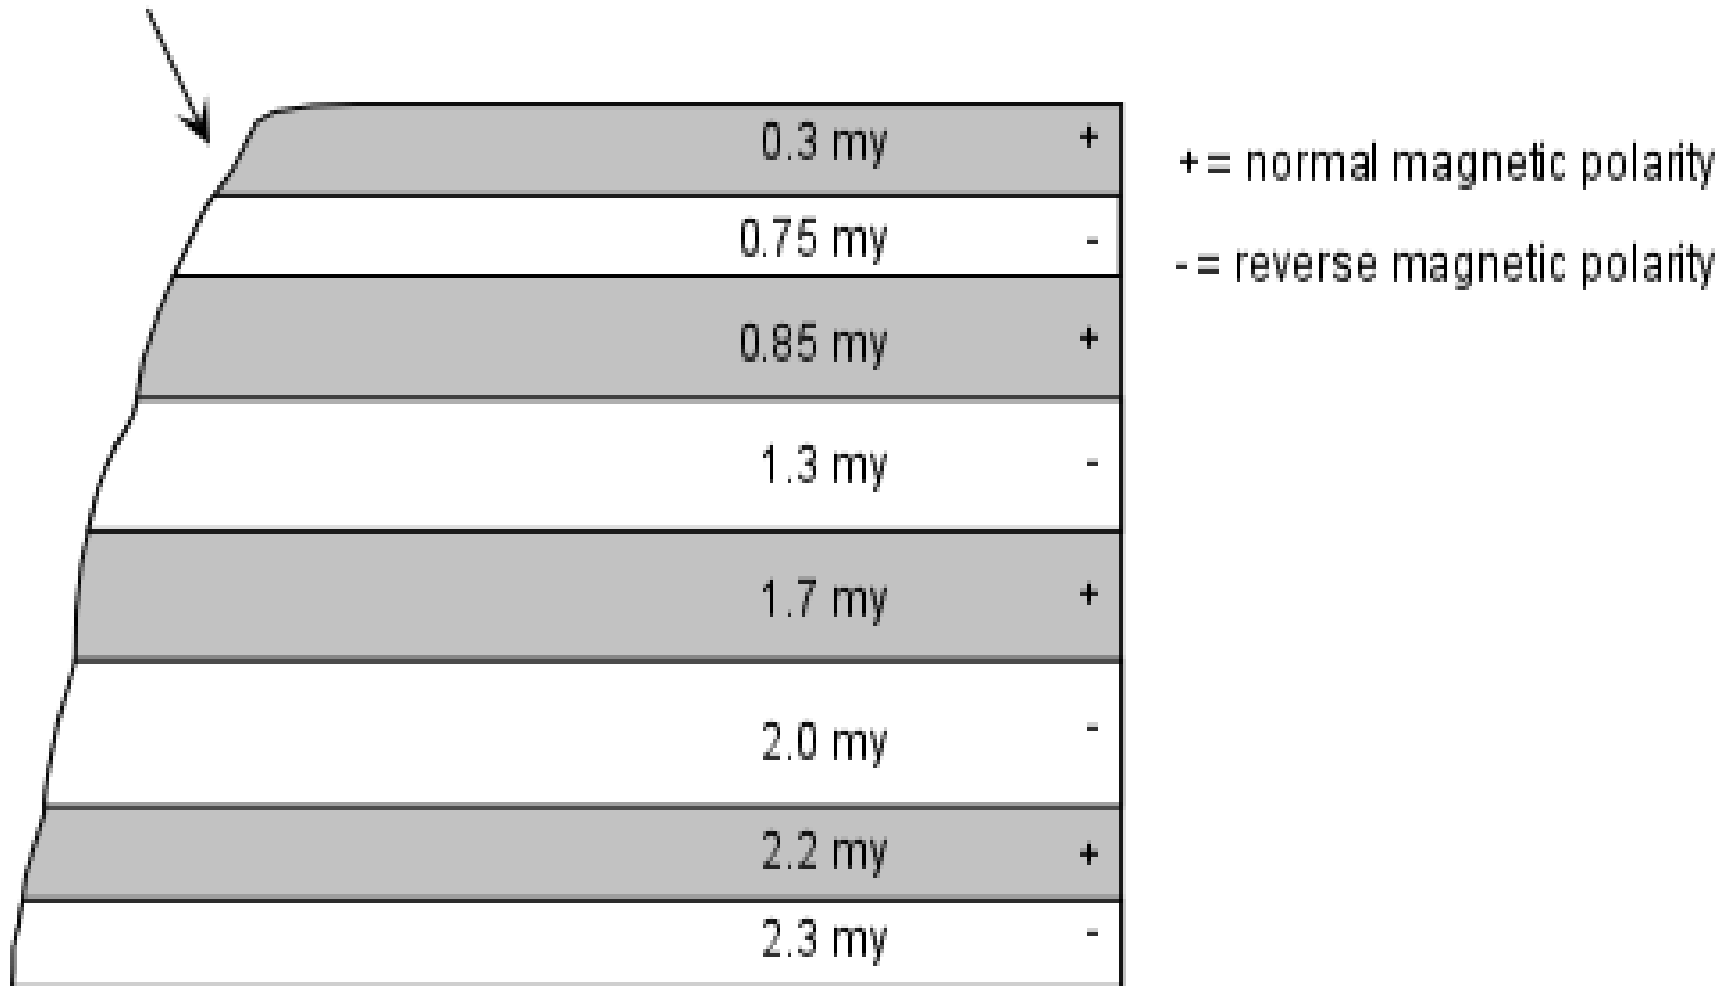 0.3 my +
+ = normal magnetic polarity
0.75 my -
- = reverse magnetic polarity
0.85 my +
1.3 my -
1.7 my +
2.0 my -
2.2 my +
2.3 my -